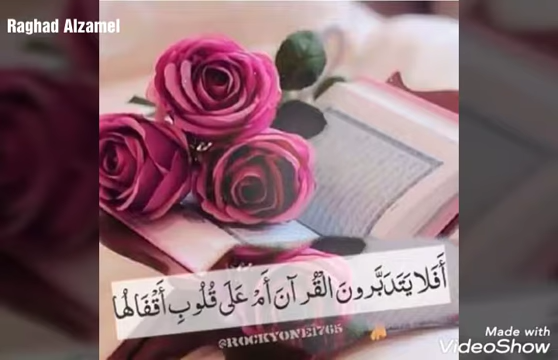 Raghad Alzamel
أَفَلَا يَتَدَبَّرُونَ الْقُرْآنَ أَمْ عَلَى قُلُوبٍ أَقْفَالُهَا
@ROCKYONE1765
Made with
VideoShow